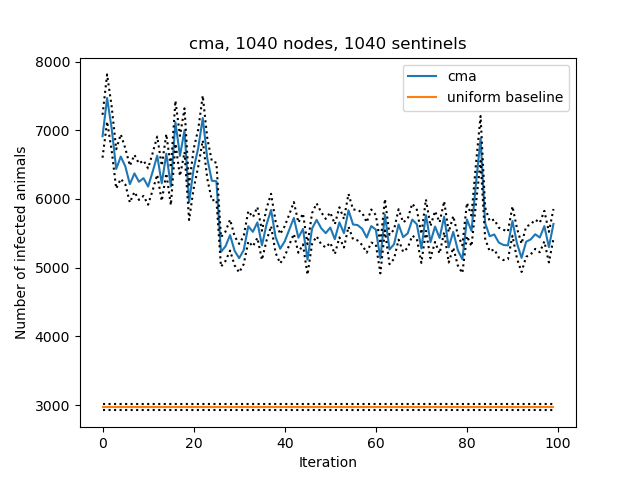 cma, 1040 nodes, 1040 sentinels
8000
7000
6000
5000
4000
3000
Number of infected animals
cma
uniform baseline
0
20
40
60
80
100
Iteration